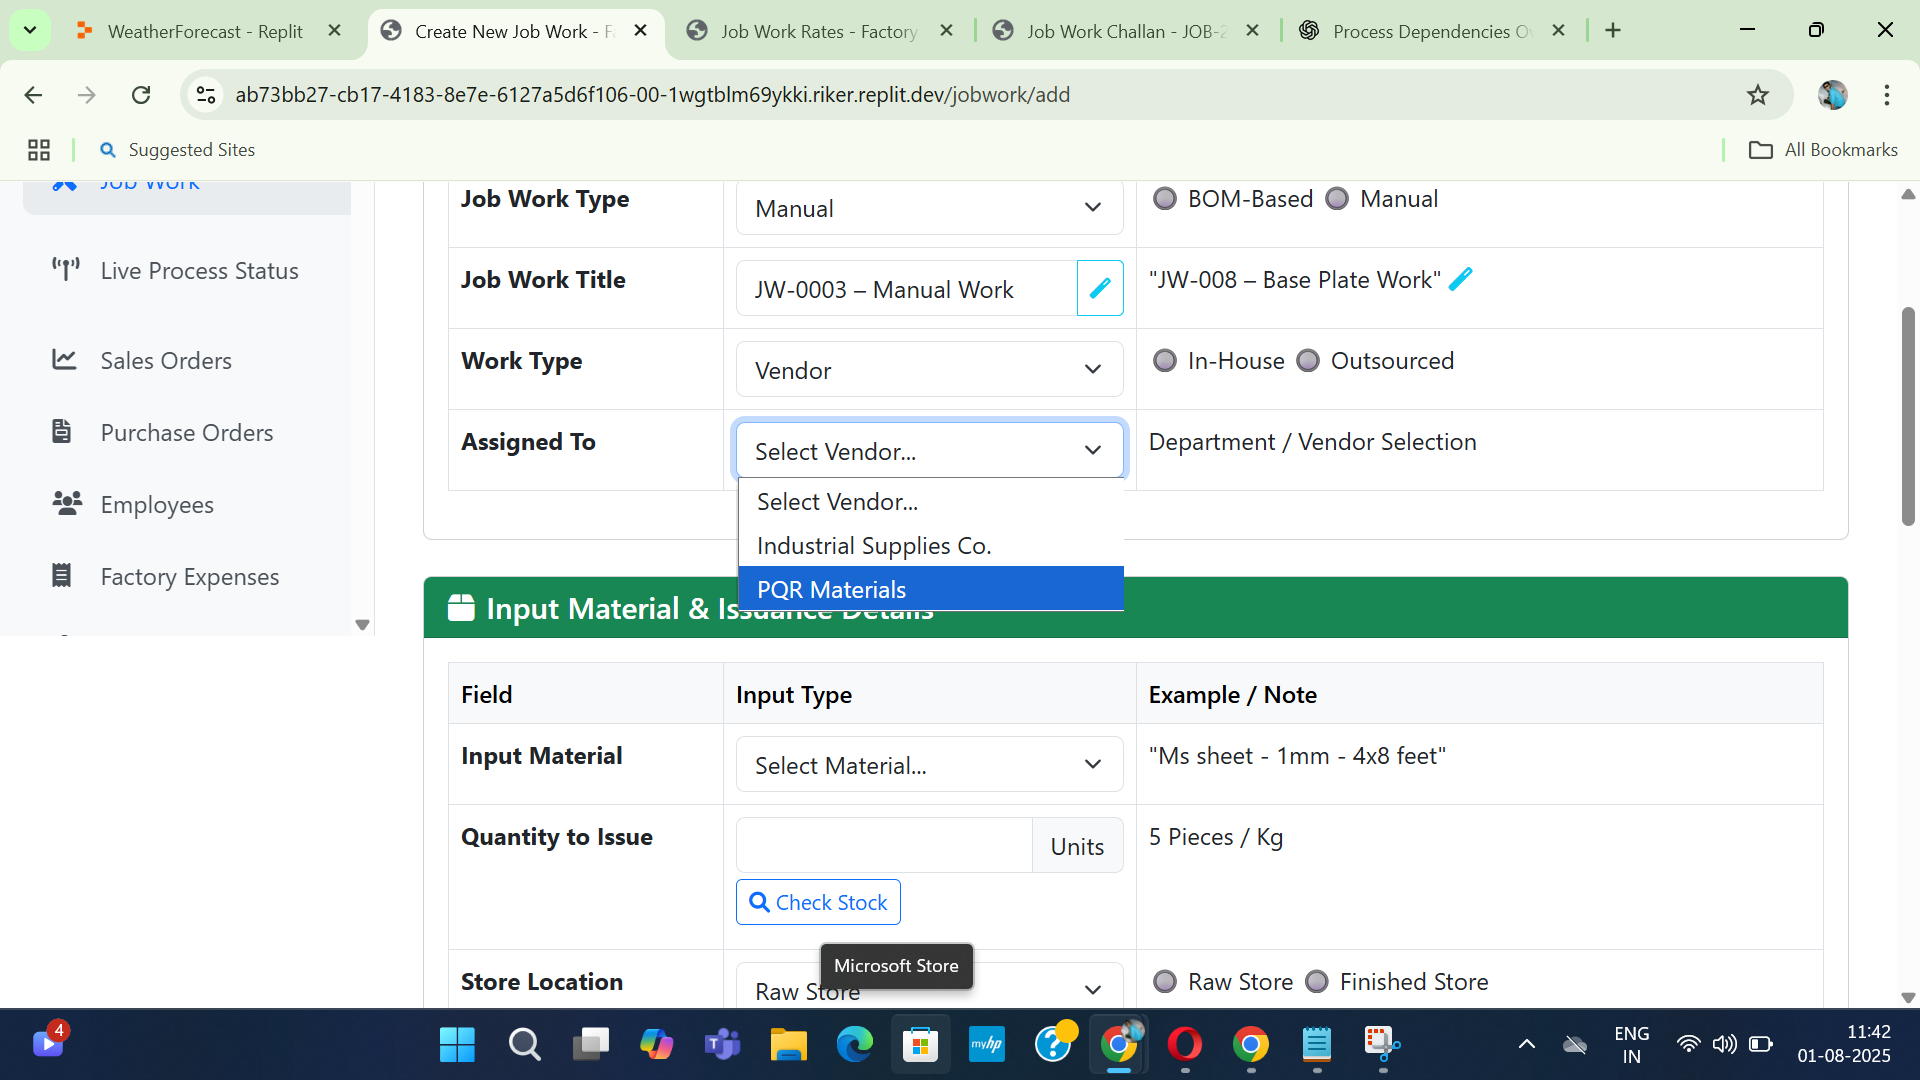 WeatherForecast - Replit
Create New Job Work - F
Job Work Rates - Factory
Job Work Challan - JOB-2
Process Dependencies Ov
ab73bb27-cb17-4183-8e7e-6127a5d6f106-00-1wgtblm69ykki.riker.replit.dev/jobwork/add
Suggested Sites
All Bookmarks
Job Work
Live Process Status
Sales Orders
Purchase Orders
Employees
Factory Expenses
Job Work Type
Manual
BOM-Based Manual
Job Work Title
JW-0003 – Manual Work
"JW-008 – Base Plate Work"
Work Type
Vendor
In-House Outsourced
Assigned To
Select Vendor...
Department / Vendor Selection
Select Vendor...
Industrial Supplies Co.
PQR Materials
Input Material & Issuance Details
Field
Input Type
Example / Note
Input Material
Select Material...
"Ms sheet - 1mm - 4x8 feet"
Quantity to Issue
Units
5 Pieces / Kg
Check Stock
Microsoft Store
Store Location
Raw Store
Raw Store Finished Store
4
myhp
ENG
IN
11:42
01-08-2025